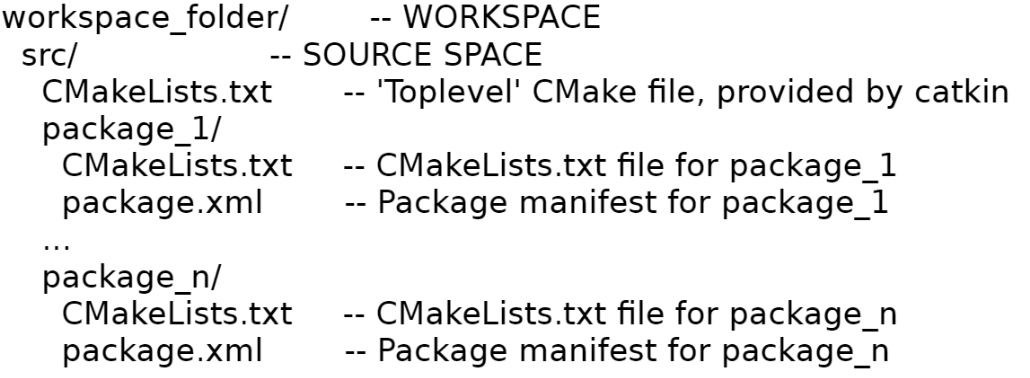 workspace_folder/ -- WORKSPACE
src/ -- SOURCE SPACE
CMakeLists.txt -- 'Toplevel' CMake file, provided by catkin
package_1/
CMakeLists.txt -- CMakeLists.txt file for package_1
package.xml -- Package manifest for package_1
...
package_n/
CMakeLists.txt -- CMakeLists.txt file for package_n
package.xml -- Package manifest for package_n